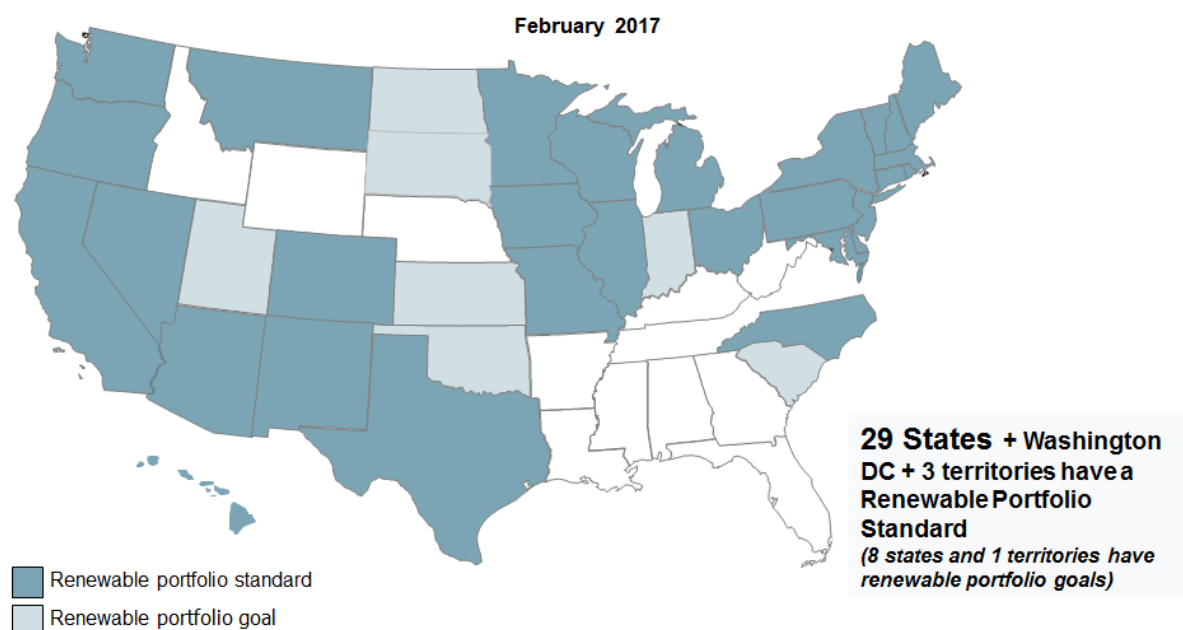 February 2017
29 States + Washington
DC + 3 territories have a
Renewable Portfolio
Standard
(8 states and 1 territories have
renewable portfolio goals)
Renewable portfolio standard
Renewable portfolio goal